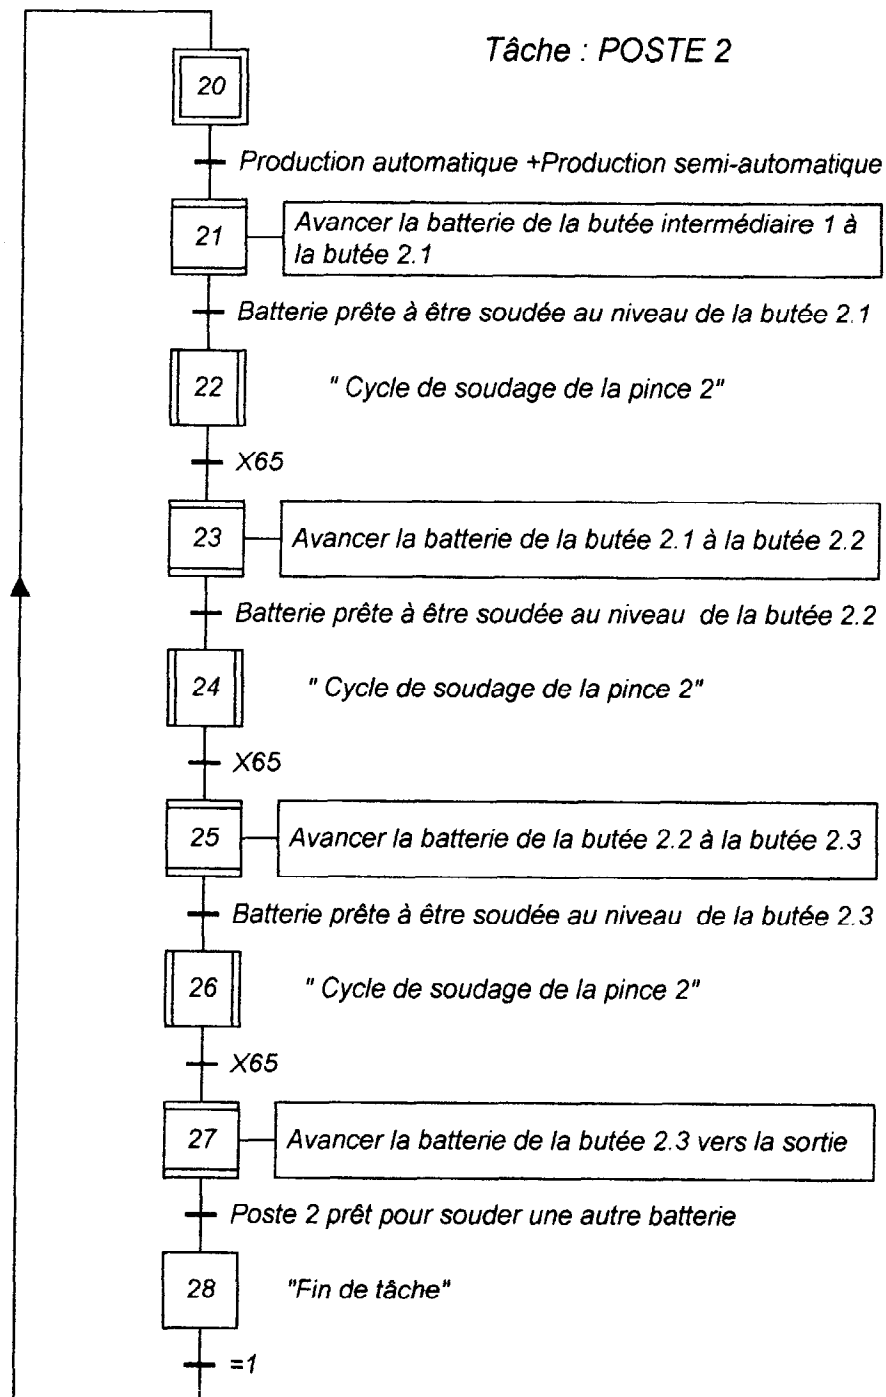 Tâche : POSTE 2
20
Production automatique +Production semi-automatique
21
Avancer la batterie de la butée intermédiaire 1 à
la butée 2.1
Batterie prête à être soudée au niveau de la butée 2.1
22
" Cycle de soudage de la pince 2"
X65
23
Avancer la batterie de la butée 2.1 à la butée 2.2
Batterie prête à être soudée au niveau de la butée 2.2
24
" Cycle de soudage de la pince 2"
X65
25
Avancer la batterie de la butée 2.2 à la butée 2.3
Batterie prête à être soudée au niveau de la butée 2.3
26
" Cycle de soudage de la pince 2"
X65
27
Avancer la batterie de la butée 2.3 vers la sortie
Poste 2 prêt pour souder une autre batterie
28
"Fin de tâche"
=1